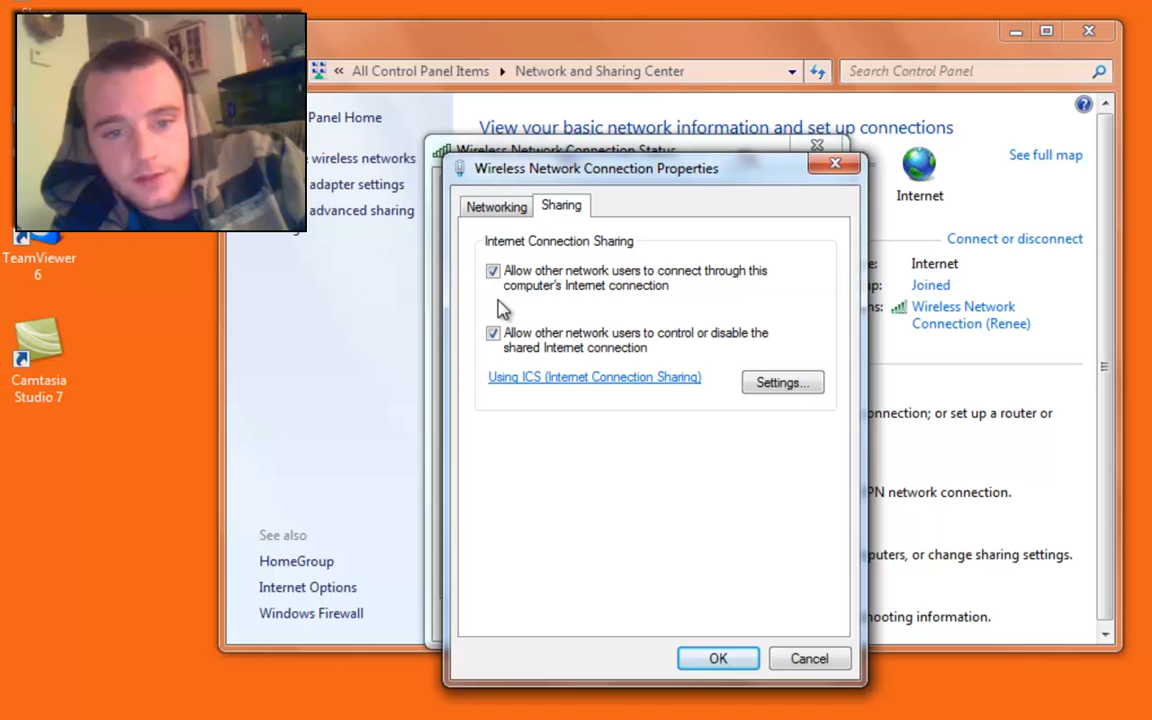 All Control Panel Items
Network and Sharing Center
Search Control Panel
Panel Home
wireless networks
adapter settings
advanced sharing
View your basic network information and set up connections
See full map
Internet
Connect or disconnect
Internet
Joined
Wireless Network
Connection (Renee)
or set up a router or
PN network connection.
or change sharing settings.
information.
Wireless Network Connection Status
Wireless Network Connection Properties
Networking
Sharing
Internet Connection Sharing
Allow other network users to connect through this
computer's Internet connection
Allow other network users to control or disable the
shared Internet connection
Using ICS (Internet Connection Sharing)
Settings...
OK
Cancel
See also
HomeGroup
Internet Options
Windows Firewall
TeamViewer
6
Camtasia
Studio 7